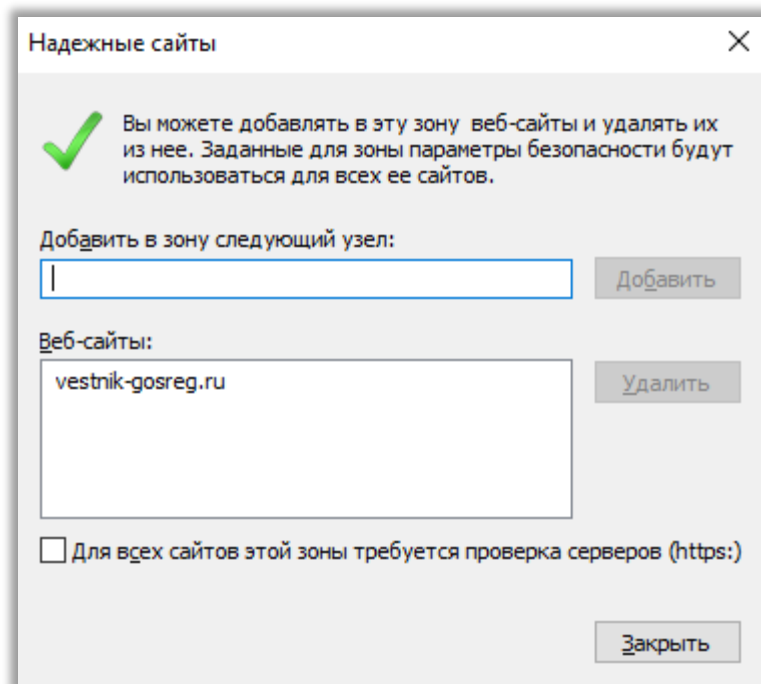 Надежные сайты
Вы можете добавлять в эту зону веб-сайты и удалять их
из нее. Заданные для зоны параметры безопасности будут
использоваться для всех ее сайтов.
Добавить в зону следующий узел:
Добавить
Веб-сайты:
vestnik-gosreg.ru
Удалить
Для всех сайтов этой зоны требуется проверка серверов (https:)
Закрыть